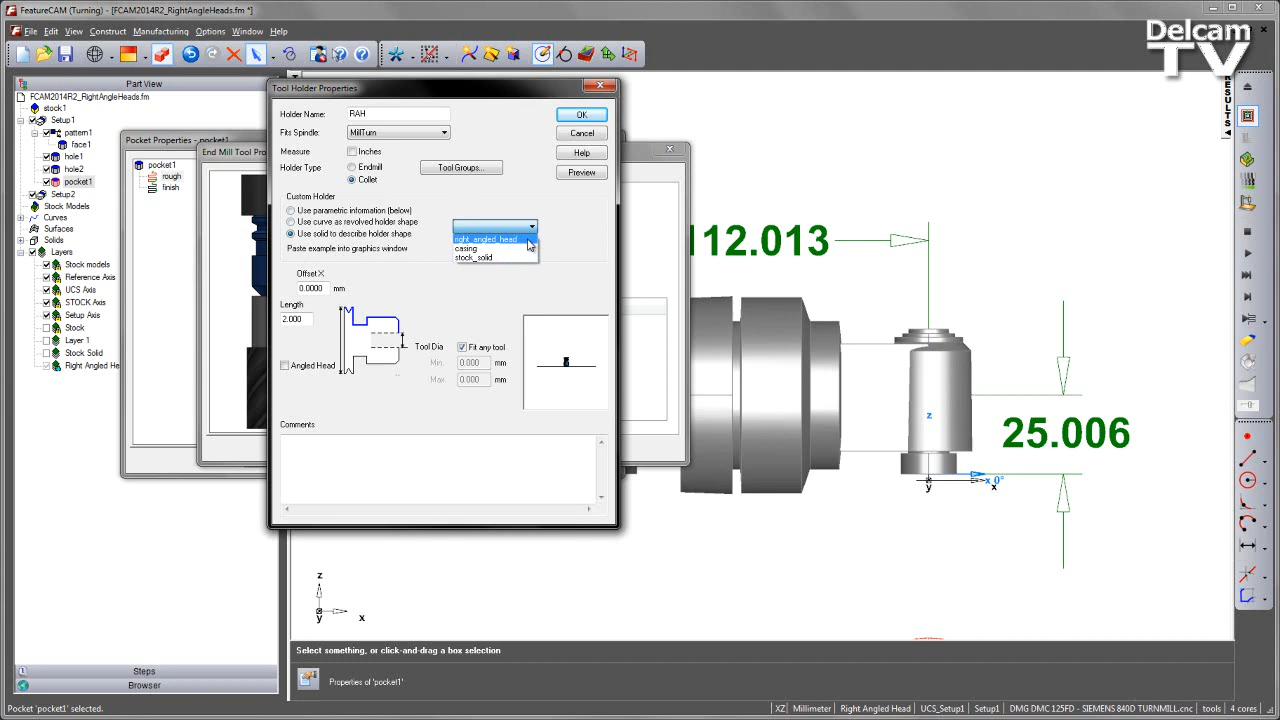 FeatureCAM (Turning) - [FCAM2014R2_RightAngleHeads.fm *]
File Edit View Construct Manufacturing Options Window Help
Delcam
TV
RESULTS
Part View
FCAM2014R2_RightAngleHeads.fm
stock1
Setup1
pattern1
face1
hole1
hole2
pocket1
Setup2
Stock Models
Curves
Surfaces
Solids
Layers
Stock models
Reference Axis
UCS Axis
STOCK Axis
Setup Axis
Stock
Layer 1
Stock Solid
Right Angled He
Steps
Browser
Pocket Properties - pocket1
pocket1
rough
finish
End Mill Tool Prop
Tool Holder Properties
Holder Name: RAH
OK
Fits Spindle: MillTurn
Cancel
Measure Inches
Help
Holder Type Endmill
Collet
Tool Groups...
Preview
Custom Holder
Use parametric information (below)
Use curve as revolved holder shape
Use solid to describe holder shape
right_angled_head
casing
stock_solid
Paste example into graphics window
Offset X
0.0000 mm
Length
2.000
Tool Dia Fit any tool
Angled Head
Min. 0.000 mm
Max. 0.000 mm
Comments
112.013
25.006
z
x 0°
y x
z
y x
Select something, or click-and-drag a box selection
Properties of 'pocket1'
Pocket 'pocket1' selected.
XZ Millimeter Right Angled Head UCS_Setup1 Setup1 DMG DMC 125FD - SIEMENS 840D TURNMILL.cnc tools 4 cores